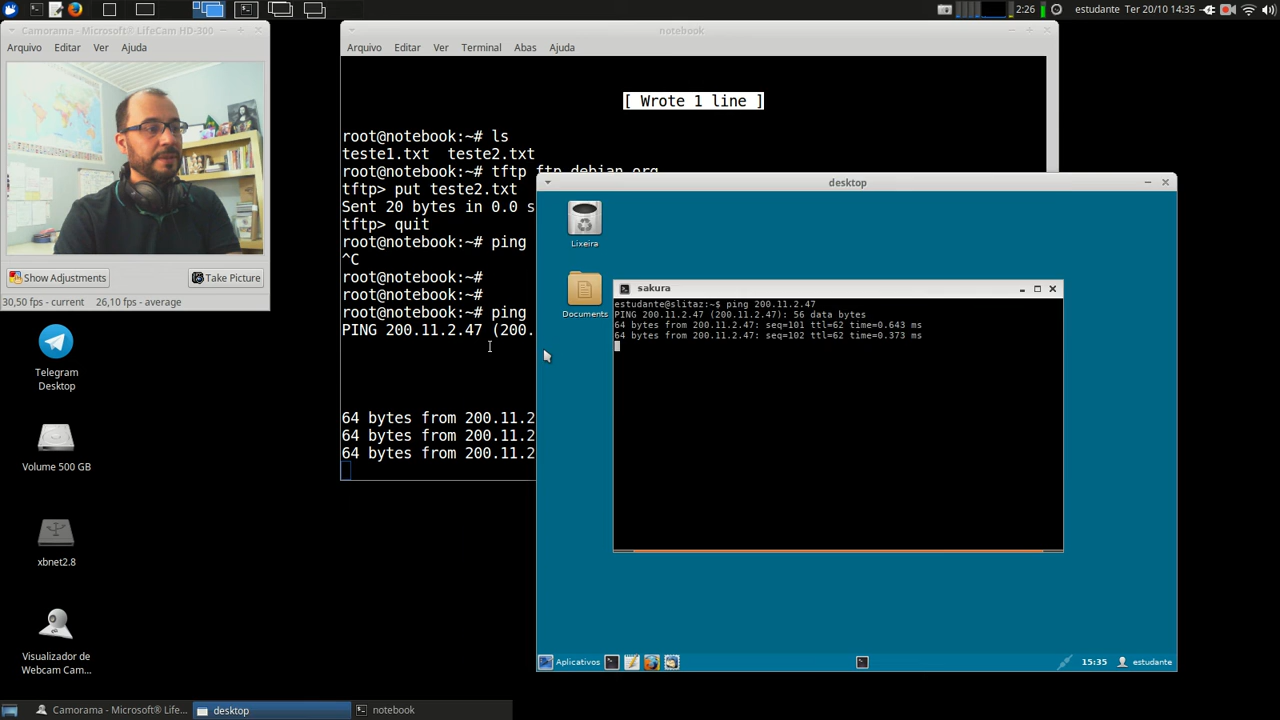 2:26
estudante
Ter 20/10 14:35
Camorama - Microsoft® LifeCam HD-300
Arquivo Editar Ver Ajuda
Show Adjustments
Take Picture
30,50 fps - current 26,10 fps - average
Telegram
Desktop
Volume 500 GB
xbnet2.8
Visualizador de
Webcam Cam...
notebook
Arquivo Editar Ver Terminal Abas Ajuda
[ Wrote 1 line ]
root@notebook:~# ls
teste1.txt teste2.txt
root@notebook:~# tftp ftp.debian.org
tftp> put teste2.txt
Sent 20 bytes in 0.0 s
tftp> quit
root@notebook:~# ping
^C
root@notebook:~#
root@notebook:~#
root@notebook:~# ping
PING 200.11.2.47 (200.
64 bytes from 200.11.2
64 bytes from 200.11.2
64 bytes from 200.11.2
desktop
Lixeira
Documents
sakura
estudante@slitaz:~$ ping 200.11.2.47
PING 200.11.2.47 (200.11.2.47): 56 data bytes
64 bytes from 200.11.2.47: seq=101 ttl=62 time=0.643 ms
64 bytes from 200.11.2.47: seq=102 ttl=62 time=0.373 ms
Aplicativos
15:35
estudante
Camorama - Microsoft® Life...
desktop
notebook